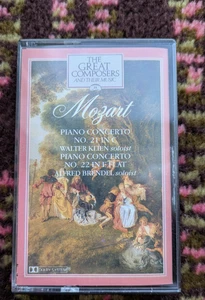 THE
GREAT
COMPOSERS
AND THEIR MUSIC
Mozart
PIANO CONCERTO
NO. 21 IN C
WALTER KLIEN soloist
PIANO CONCERTO
NO. 22 IN E FLAT
ALFRED BRENDEL soloist